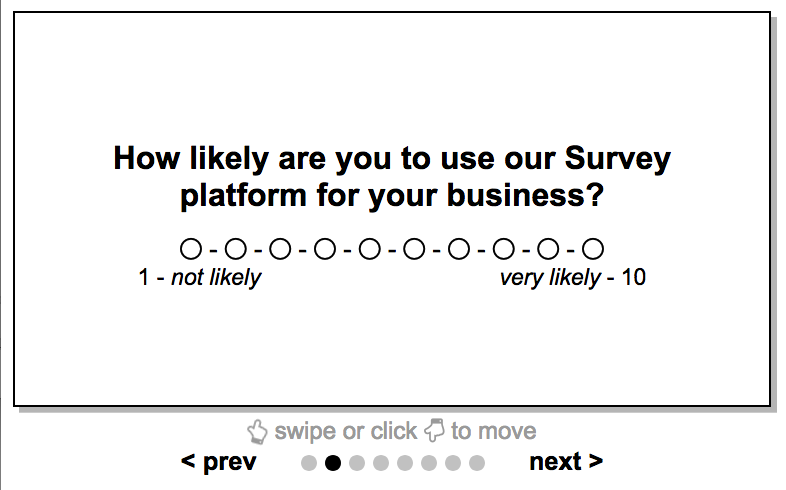 How likely are you to use our Survey
platform for your business?
1 - not likely
very likely - 10
swipe or click to move
< prev
next >